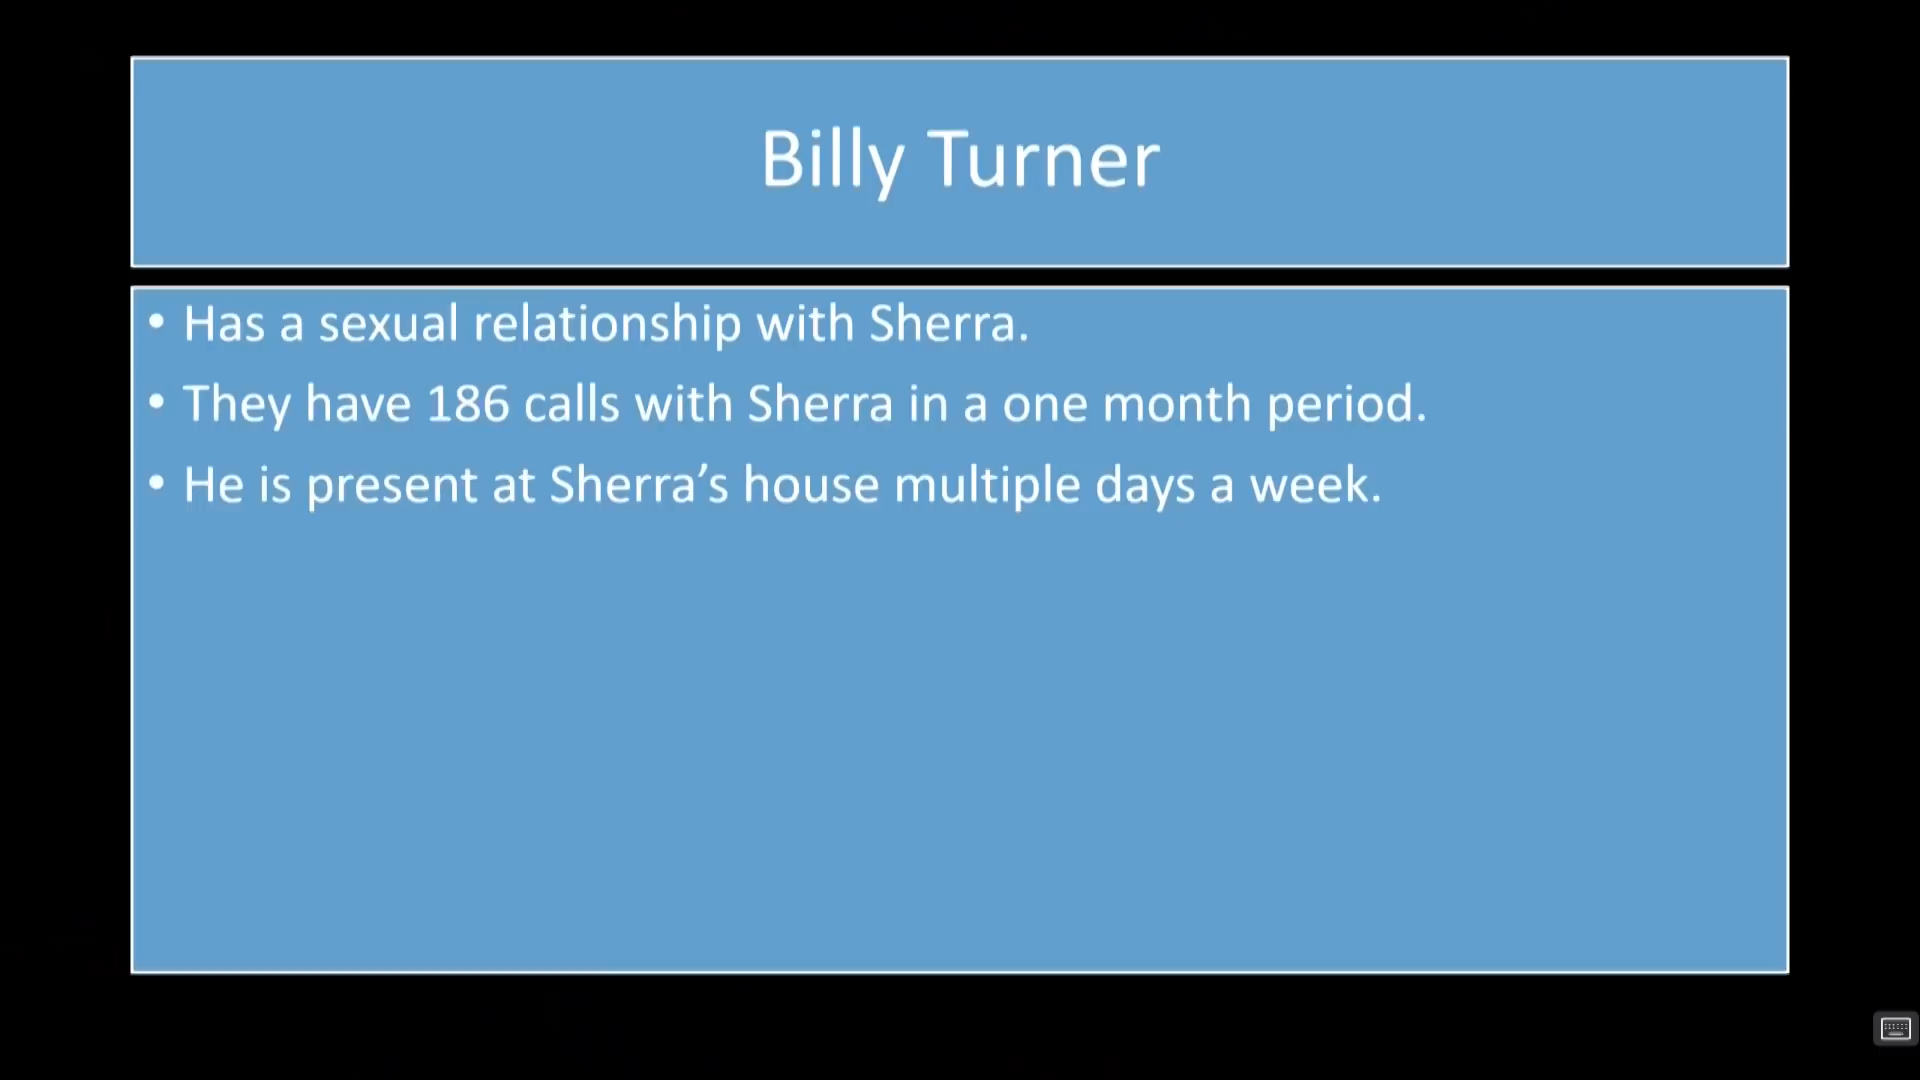 Billy Turner
• Has a sexual relationship with Sherra.
• They have 186 calls with Sherra in a one month period.
• He is present at Sherra’s house multiple days a week.